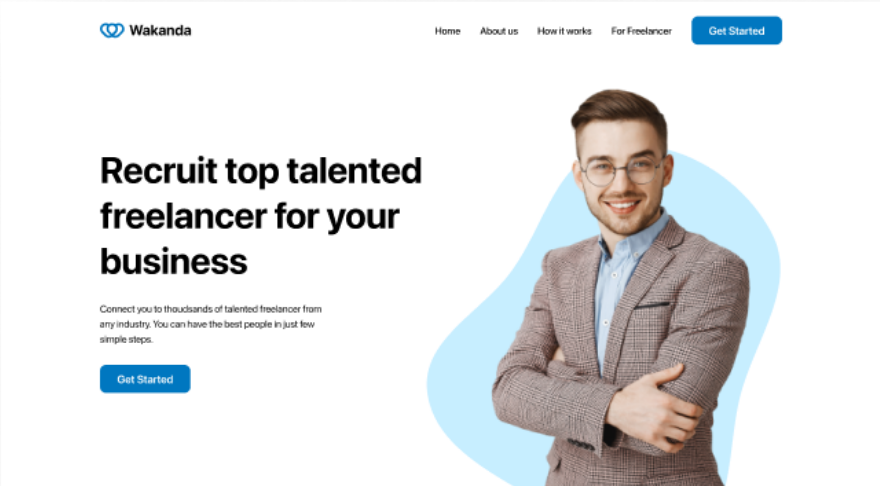 Wakanda
Home About us How it works For Freelancer Get Started
Recruit top talented
freelancer for your
business
Connect you to thoudsands of talented freelancer from
any industry. You can have the best people in just few
simple steps.
Get Started